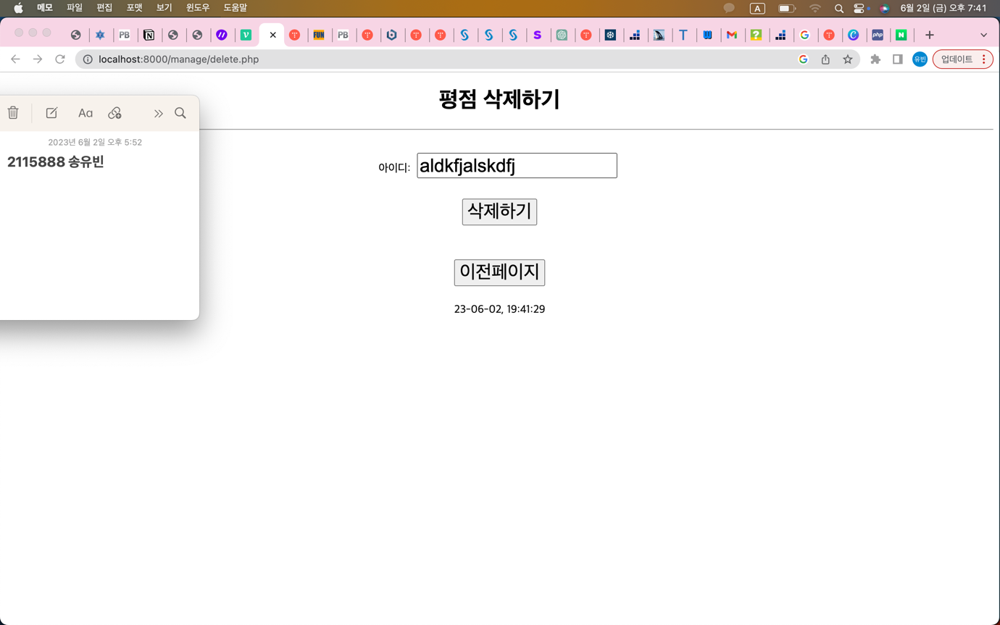 메모 파일 편집 포맷 보기 윈도우 도움말 A 6월 2일 (금) 오후 7:41
PB FUN PB php N
localhost:8000/manage/delete.php 유빈 업데이트
평점 삭제하기
Aa
2023년 6월 2일 오후 5:52
2115888 송유빈
아이디: aldkfjalskdfj
삭제하기
이전페이지
23-06-02, 19:41:29